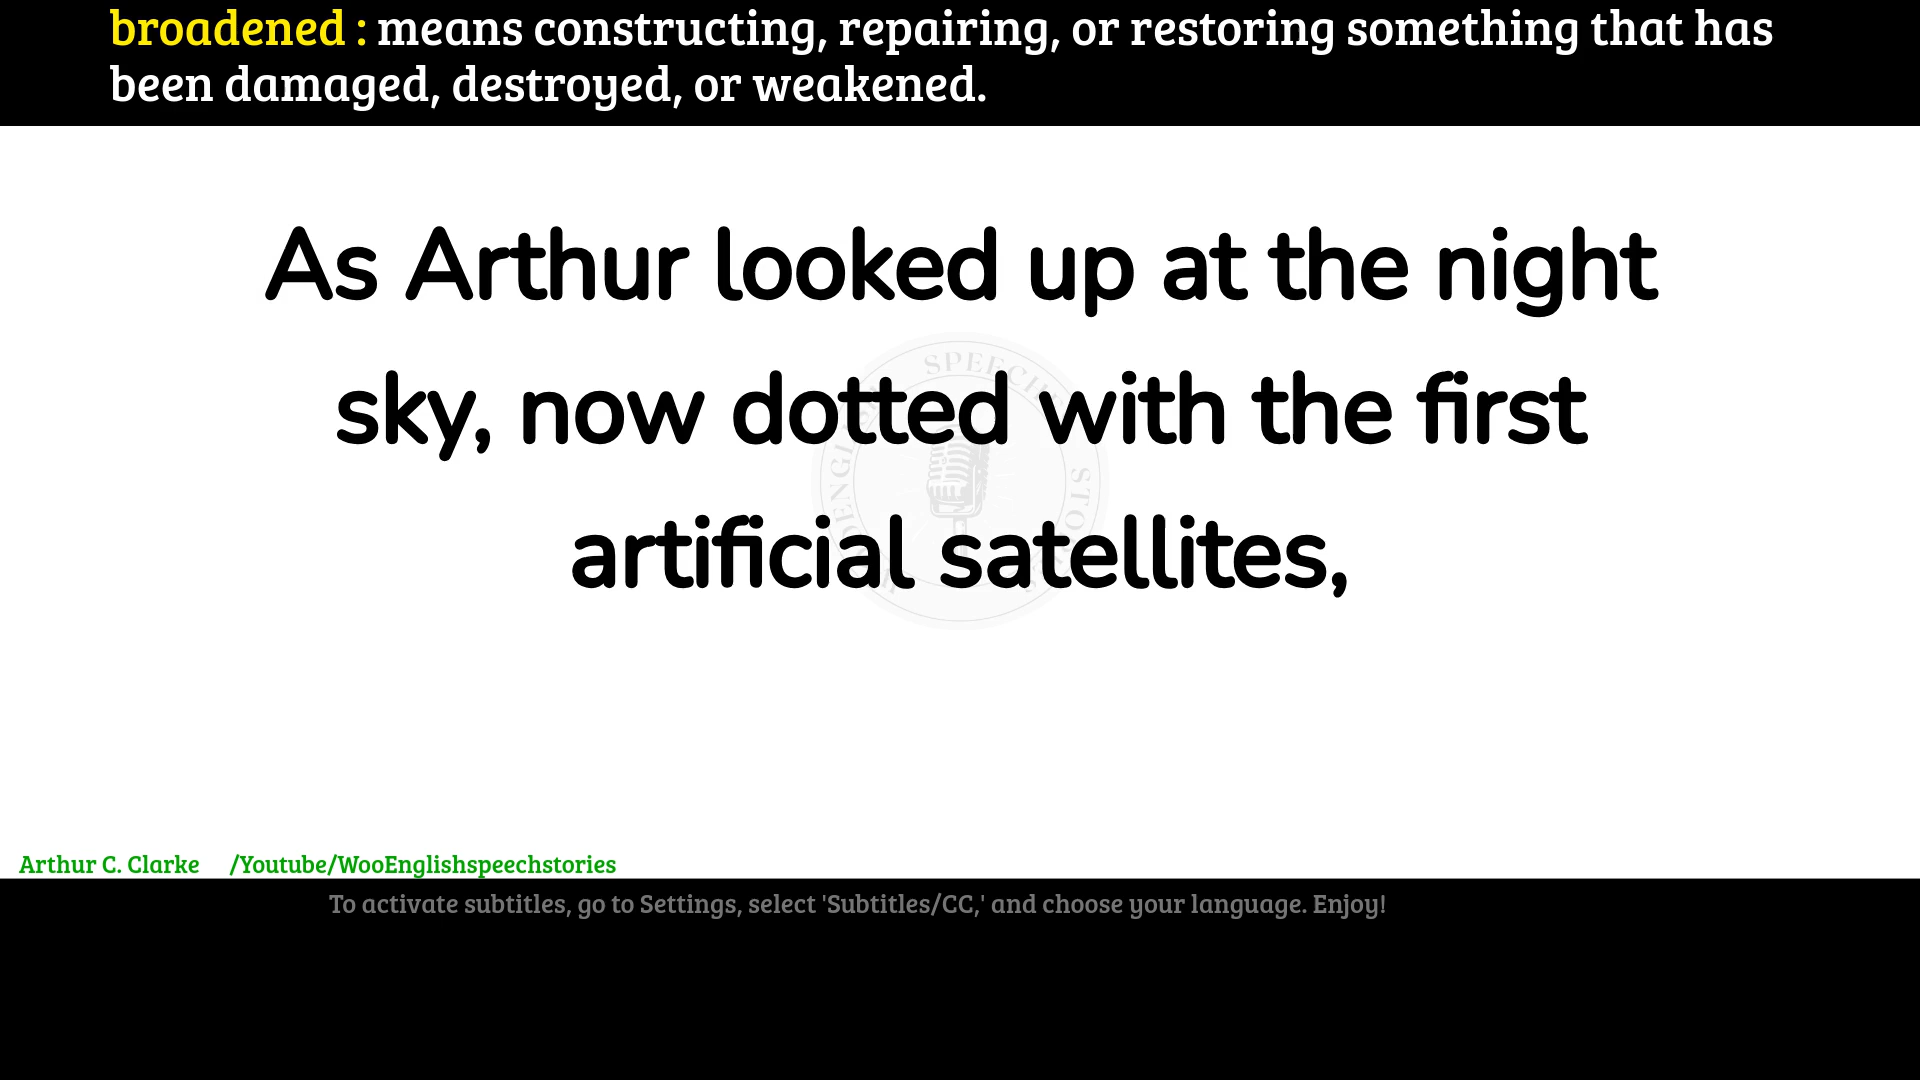 broadened : means constructing, repairing, or restoring something that has
been damaged, destroyed, or weakened.
As Arthur looked up at the night
sky, now dotted with the first
artificial satellites,
Arthur C. Clarke /Youtube/WooEnglishspeechstories
To activate subtitles, go to Settings, select 'Subtitles/CC,' and choose your language. Enjoy!